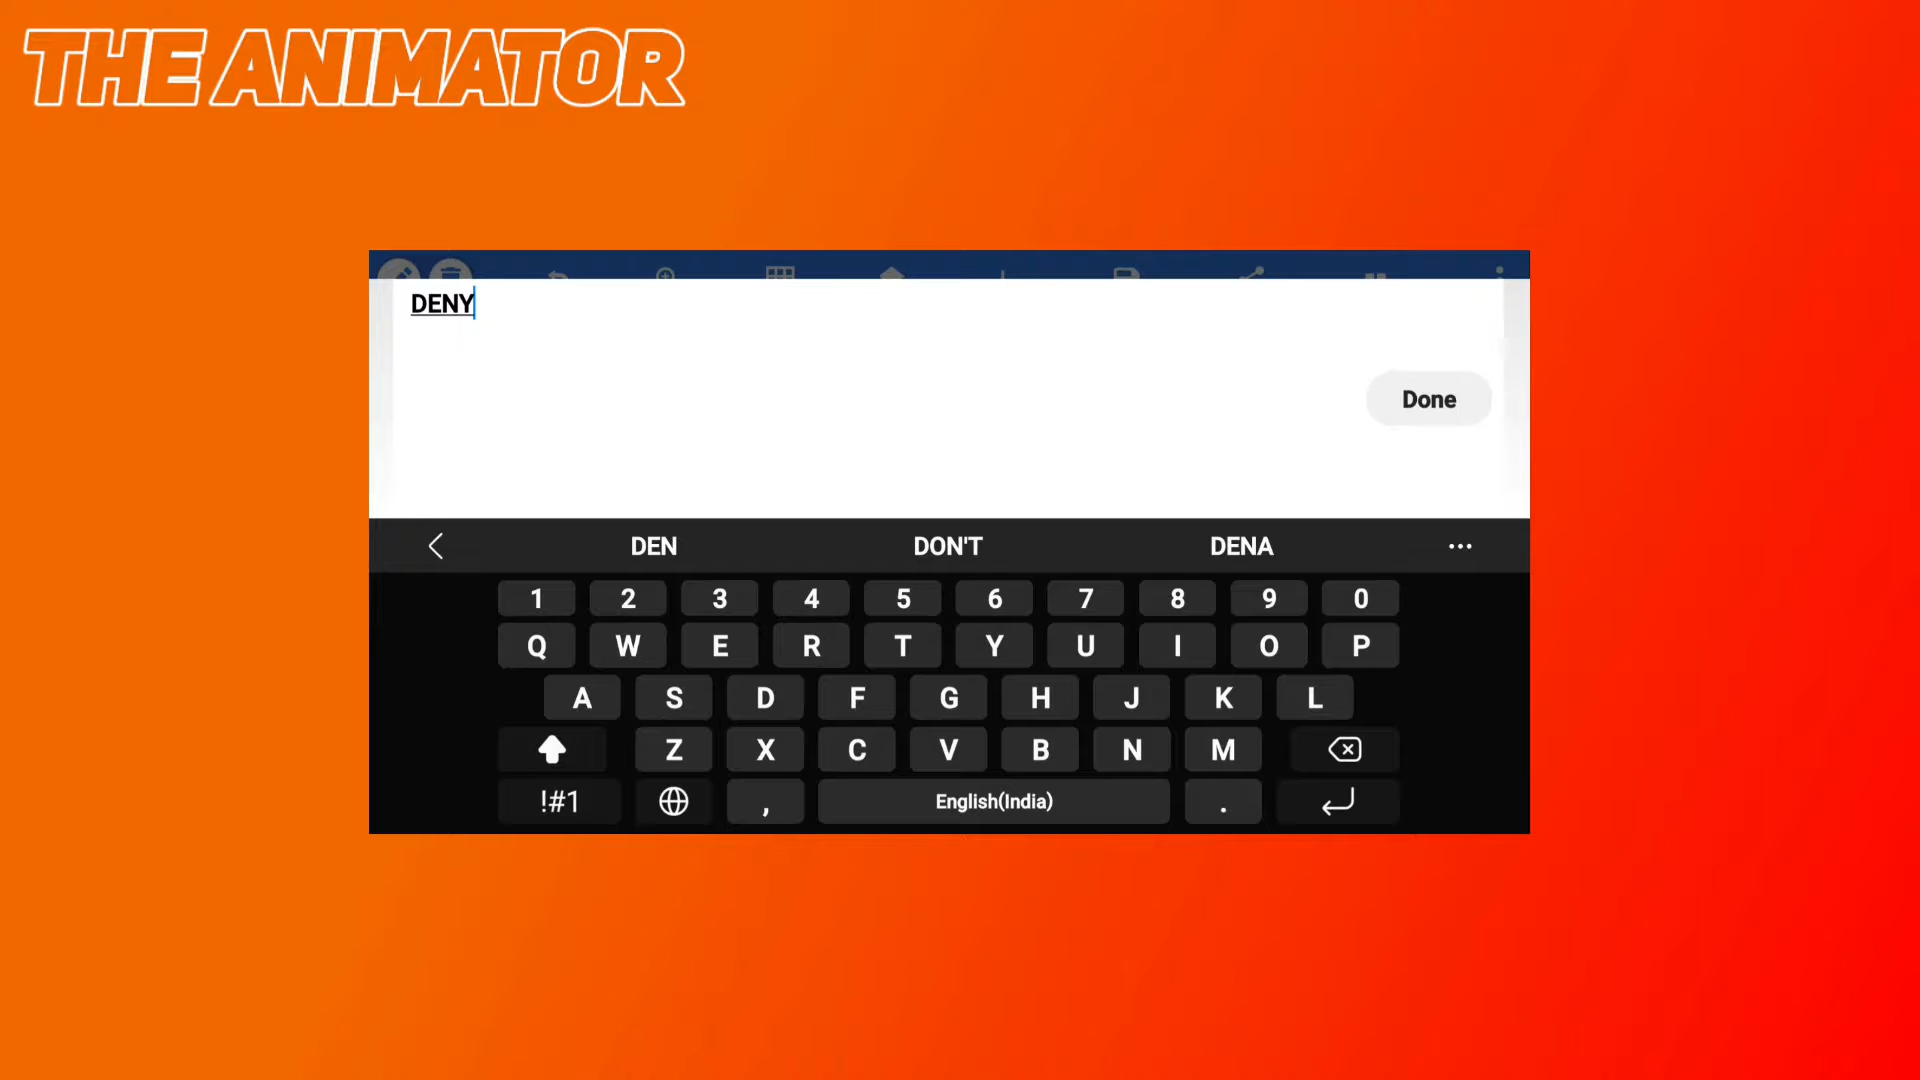 THE ANIMATOR
DENY
Done
DEN DON'T DENA ...
1 2 3 4 5 6 7 8 9 0
Q W E R T Y U I O P
A S D F G H J K L
Z X C V B N M
!#1 , English(India) .